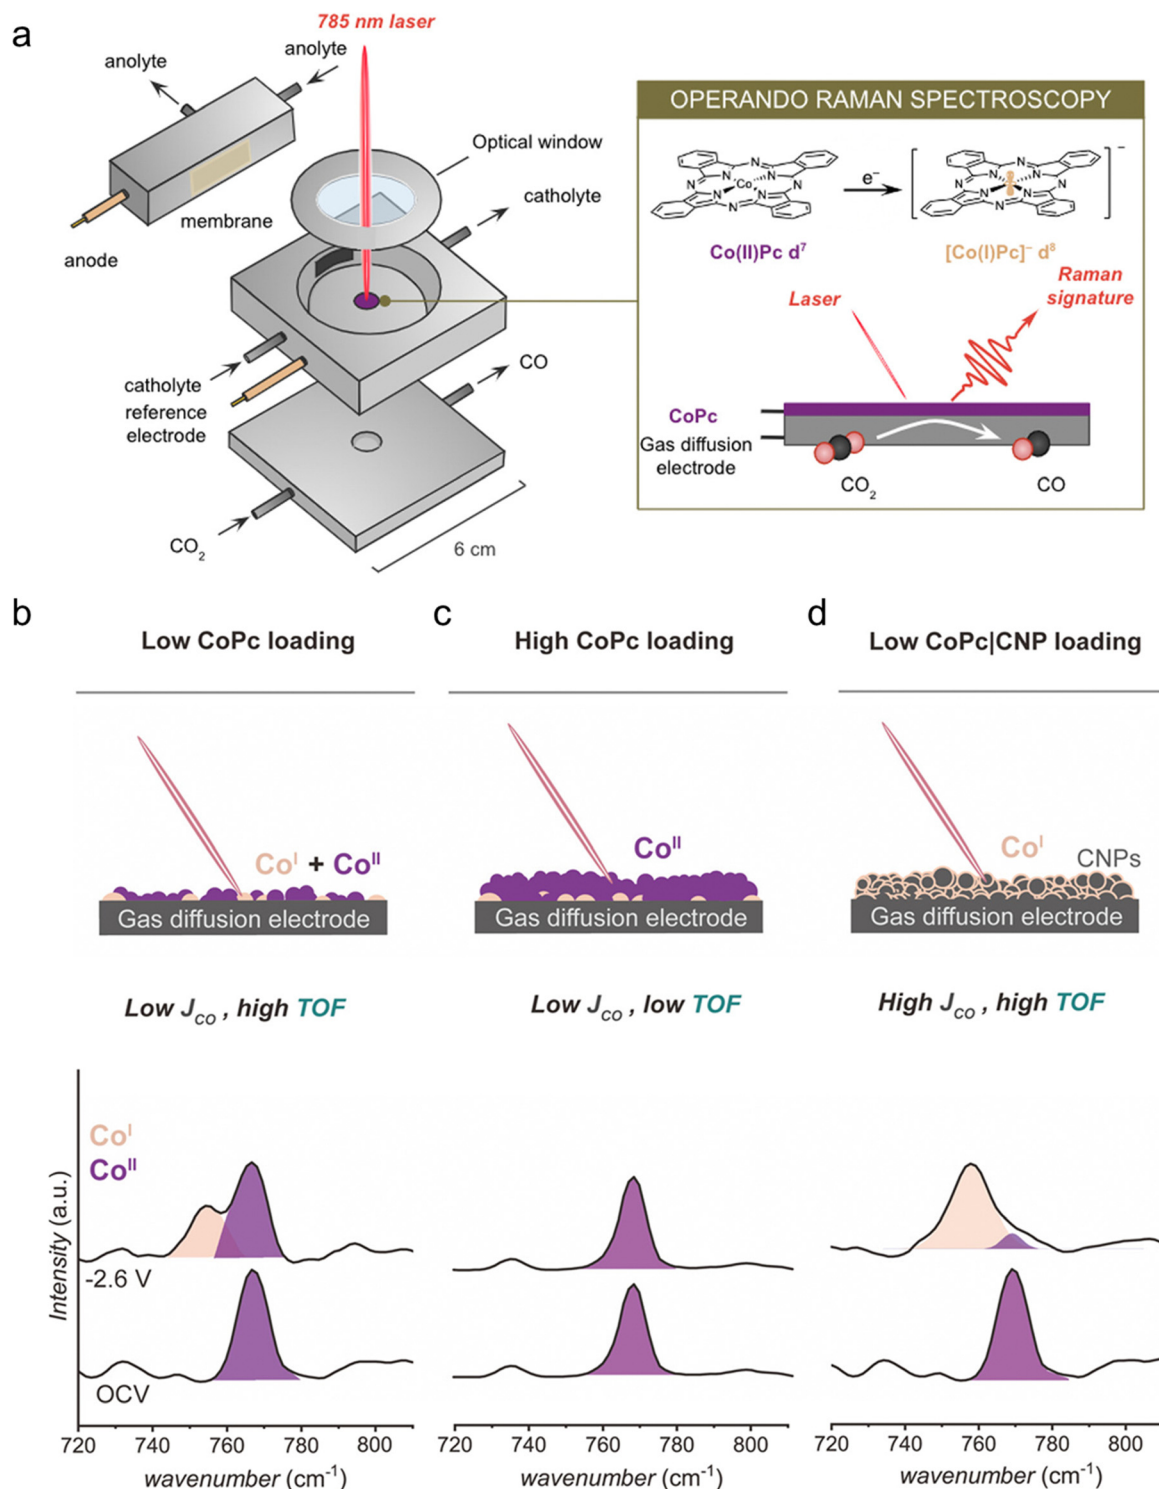 a
785 nm laser
anolyte
anolyte
Optical window
catholyte
membrane
anode
catholyte
reference
electrode
CO
CO₂
6 cm
OPERANDO RAMAN SPECTROSCOPY
N
N
N
N
Co
N
N
N
N
e⁻
N
N
N
N
N
N
N
N
−
Co(II)Pc d⁷
[Co(I)Pc]⁻ d⁸
Laser
Raman
signature
CoPc
Gas diffusion
electrode
CO₂
CO
b
Low CoPc loading
Coᴵ + Coᴵᴵ
Gas diffusion electrode
Low J_CO , high TOF
c
High CoPc loading
Coᴵᴵ
Gas diffusion electrode
Low J_CO , low TOF
d
Low CoPc|CNP loading
Coᴵ
CNPs
Gas diffusion electrode
High J_CO , high TOF
Intensity (a.u.)
Coᴵ
Coᴵᴵ
-2.6 V
OCV
720 740 760 780 800
wavenumber (cm⁻¹)
720 740 760 780 800
wavenumber (cm⁻¹)
720 740 760 780 800
wavenumber (cm⁻¹)